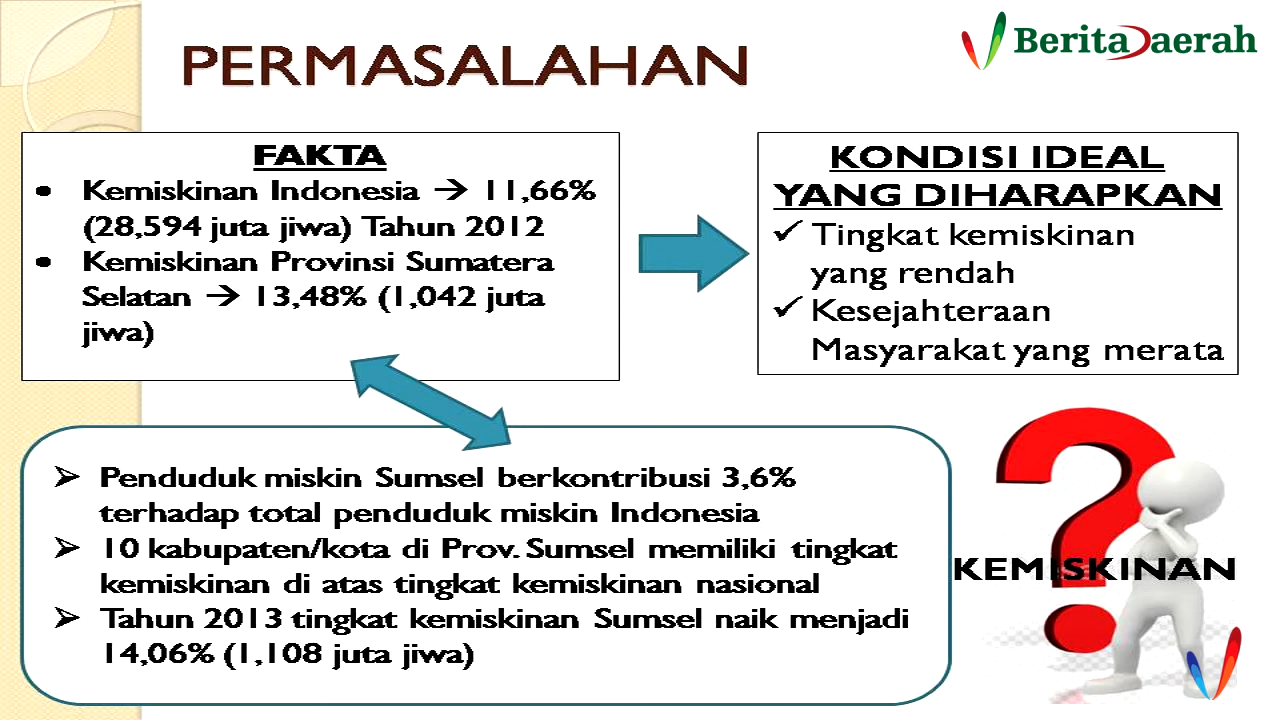 PERMASALAHAN
BeritaDaerah
FAKTA
• Kemiskinan Indonesia → 11,66%
(28,594 juta jiwa) Tahun 2012
• Kemiskinan Provinsi Sumatera
Selatan → 13,48% (1,042 juta
jiwa)
KONDISI IDEAL
YANG DIHARAPKAN
✓ Tingkat kemiskinan
yang rendah
✓ Kesejahteraan
Masyarakat yang merata
➢ Penduduk miskin Sumsel berkontribusi 3,6%
terhadap total penduduk miskin Indonesia
➢ 10 kabupaten/kota di Prov. Sumsel memiliki tingkat
kemiskinan di atas tingkat kemiskinan nasional
➢ Tahun 2013 tingkat kemiskinan Sumsel naik menjadi
14,06% (1,108 juta jiwa)
?
KEMISKINAN